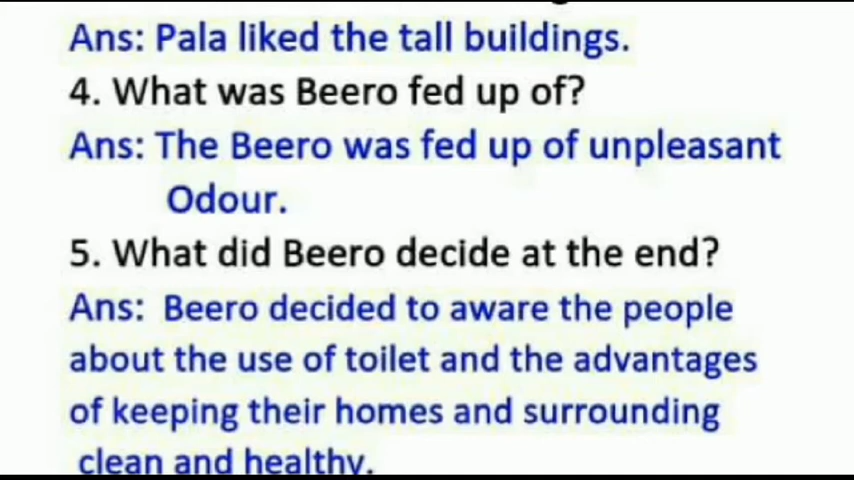 Ans: Pala liked the tall buildings.
4. What was Beero fed up of?
Ans: The Beero was fed up of unpleasant
Odour.
5. What did Beero decide at the end?
Ans: Beero decided to aware the people
about the use of toilet and the advantages
of keeping their homes and surrounding
clean and healthy.